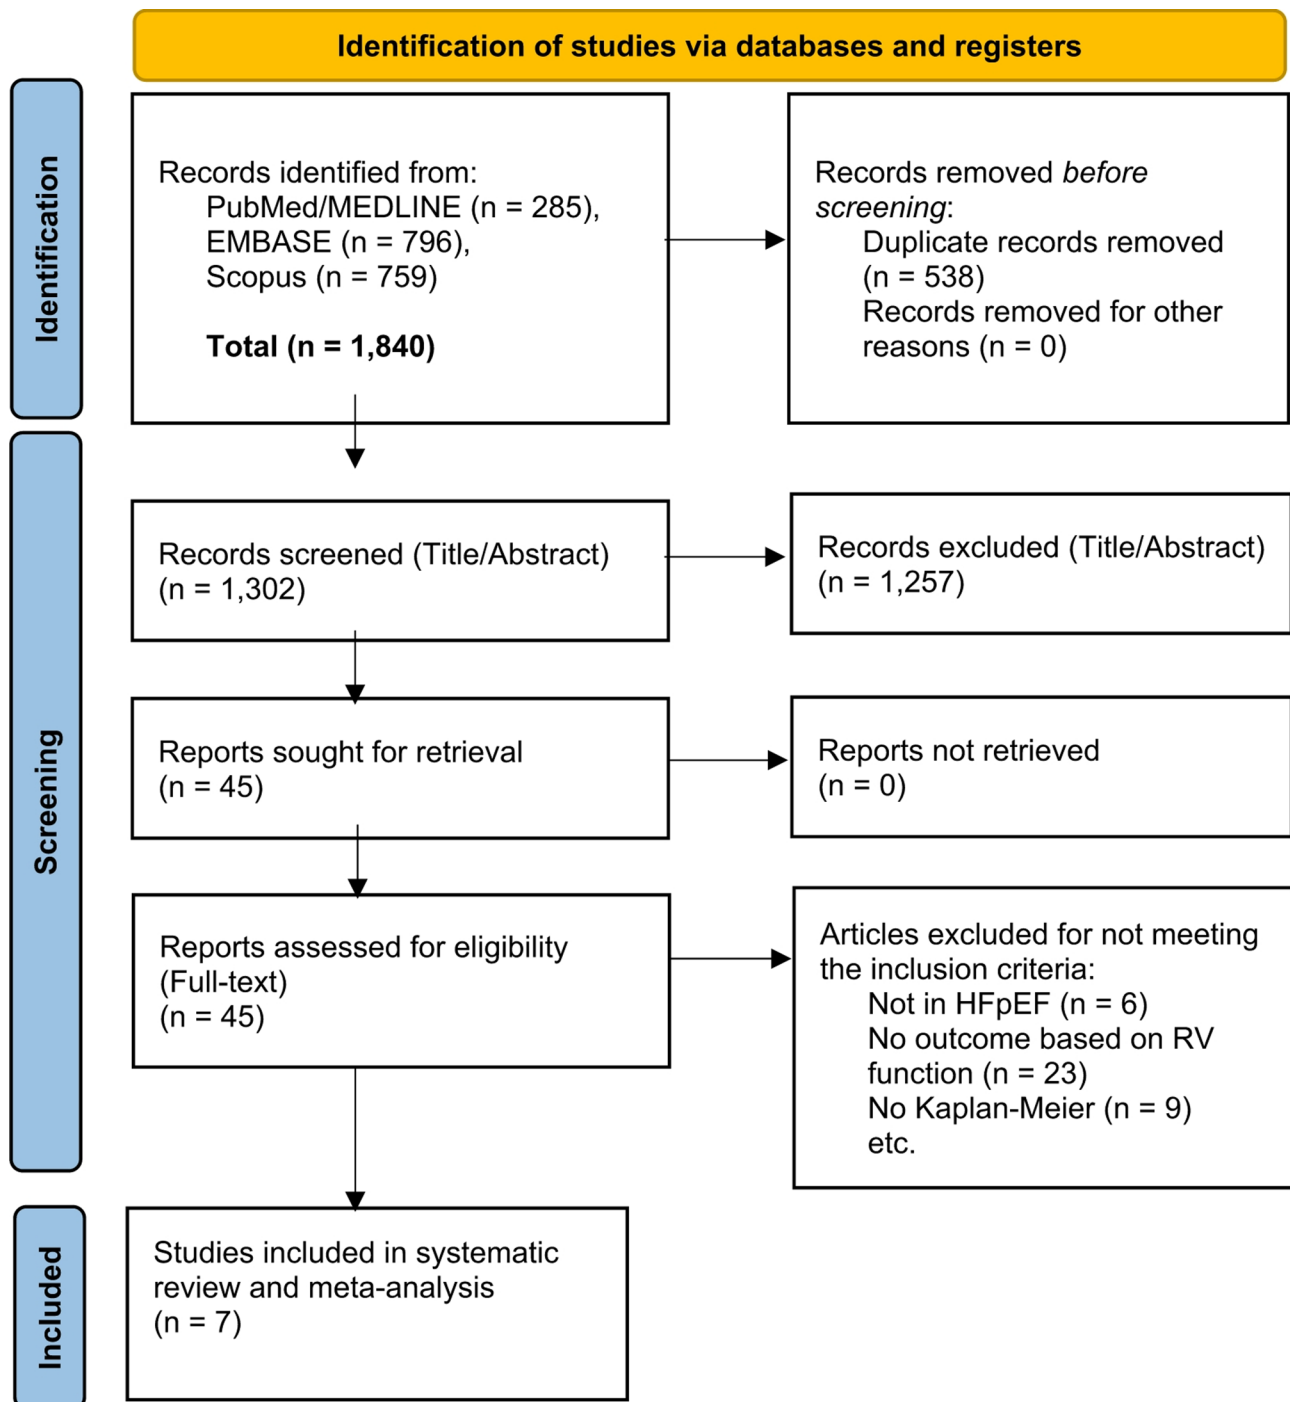 Identification of studies via databases and registers
Identification
Records identified from:
PubMed/MEDLINE (n = 285),
EMBASE (n = 796),
Scopus (n = 759)
Total (n = 1,840)
Records removed before
screening:
Duplicate records removed
(n = 538)
Records removed for other
reasons (n = 0)
Screening
Records screened (Title/Abstract)
(n = 1,302)
Records excluded (Title/Abstract)
(n = 1,257)
Reports sought for retrieval
(n = 45)
Reports not retrieved
(n = 0)
Reports assessed for eligibility
(Full-text)
(n = 45)
Articles excluded for not meeting
the inclusion criteria:
Not in HFpEF (n = 6)
No outcome based on RV
function (n = 23)
No Kaplan-Meier (n = 9)
etc.
Included
Studies included in systematic
review and meta-analysis
(n = 7)